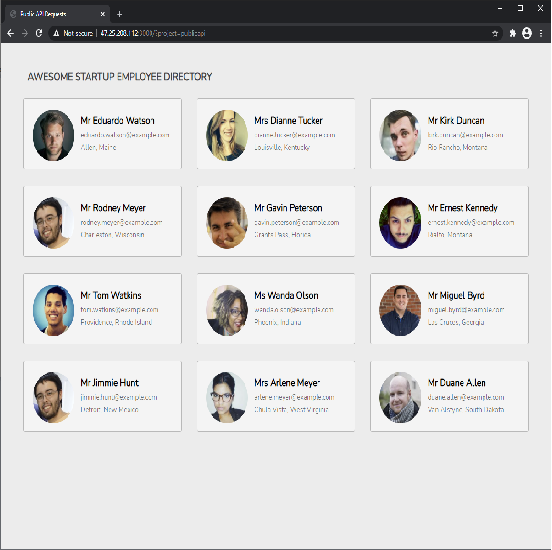 Public API Requests
Not secure | 47.25.208.112:3000/?project=publicapi
AWESOME STARTUP EMPLOYEE DIRECTORY
Mr Eduardo Watson
eduardo.watson@example.com
Allen, Maine
Mrs Dianne Tucker
dianne.tucker@example.com
Louisville, Kentucky
Mr Kirk Duncan
kirk.duncan@example.com
Rio Rancho, Montana
Mr Rodney Meyer
rodney.meyer@example.com
Charleston, Wisconsin
Mr Gavin Peterson
gavin.peterson@example.com
Grants Pass, Florida
Mr Ernest Kennedy
ernest.kennedy@example.com
Rialto, Montana
Mr Tom Watkins
tom.watkins@example.com
Providence, Rhode Island
Ms Wanda Olson
wanda.olson@example.com
Phoenix, Indiana
Mr Miguel Byrd
miguel.byrd@example.com
Las Cruces, Georgia
Mr Jimmie Hunt
jimmie.hunt@example.com
Detroit, New Mexico
Mrs Arlene Meyer
arlene.meyer@example.com
Chula Vista, West Virginia
Mr Duane Allen
duane.allen@example.com
Van Alstyne, South Dakota